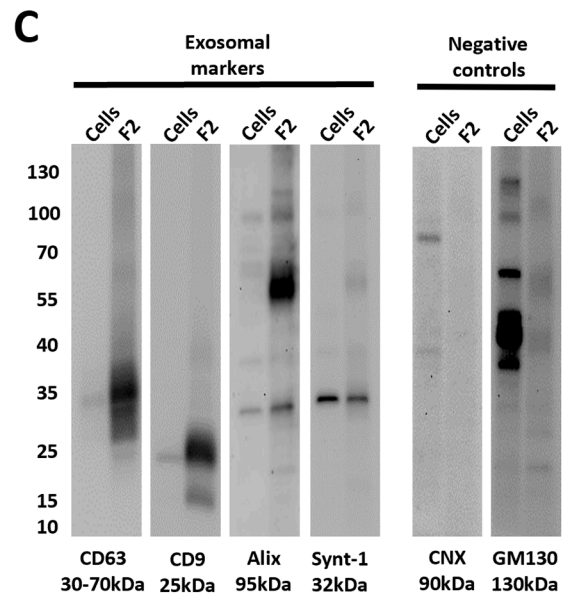 C
Exosomal
markers
Negative
controls
Cells F2 Cells F2 Cells F2 Cells F2 Cells F2 Cells F2
130
100
70
55
40
35
25
15
10
CD63 CD9 Alix Synt-1 CNX GM130
30-70kDa 25kDa 95kDa 32kDa 90kDa 130kDa